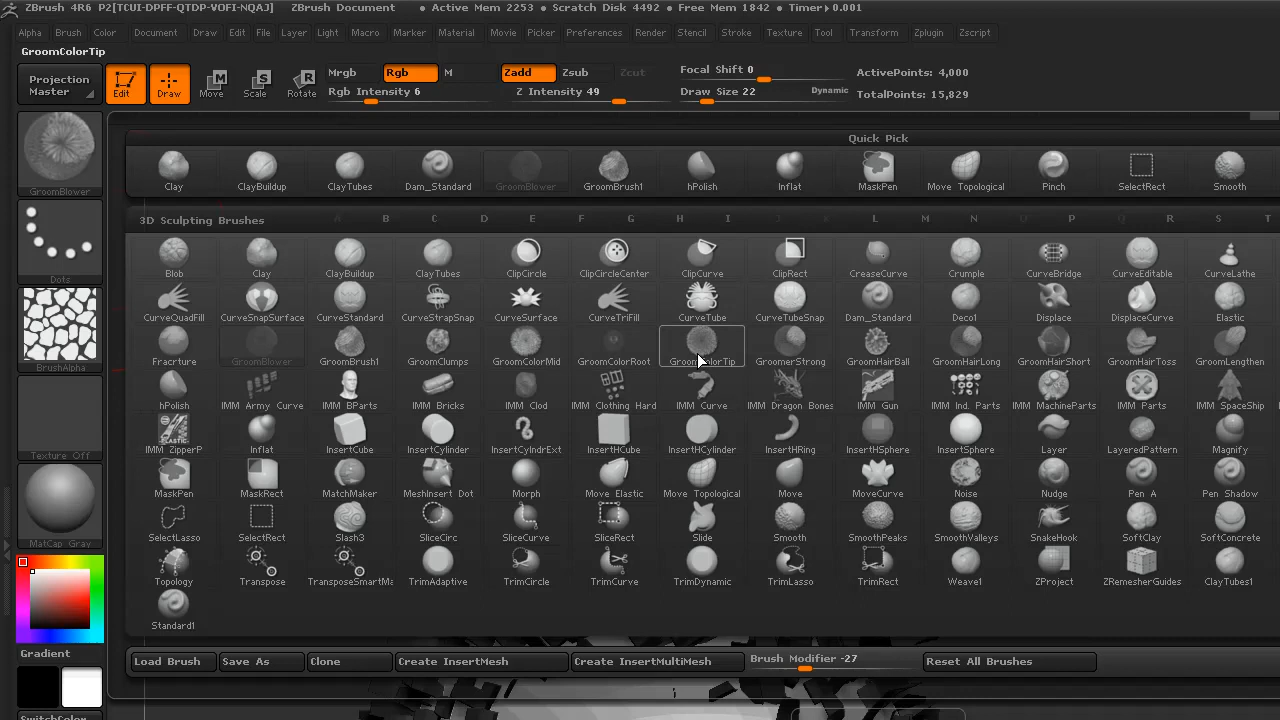 ZBrush 4R6 P2[TCUI-DPFF-QTDP-VOFI-NQAJ] ZBrush Document • Active Mem 2253 • Scratch Disk 4492 • Free Mem 1842 • Timer▸0.001
Alpha Brush Color Document Draw Edit File Layer Light Macro Marker Material Movie Picker Preferences Render Stencil Stroke Texture Tool Transform Zplugin Zscript
GroomColorTip
Projection Master
Edit Draw Move Scale Rotate
Mrgb Rgb M Zadd Zsub Zcut
Rgb Intensity 6 Z Intensity 49
Focal Shift 0
Draw Size 22 Dynamic
ActivePoints: 4,000
TotalPoints: 15,829
GroomBlower
Dots
BrushAlpha
Texture Off
MatCap Gray
Gradient
SwitchColor
Quick Pick
Clay ClayBuildup ClayTubes Dam_Standard GroomBlower GroomBrush1 hPolish Inflat MaskPen Move Topological Pinch SelectRect Smooth
3D Sculpting Brushes A B C D E F G H I J K L M N O P Q R S T
Blob Clay ClayBuildup ClayTubes ClipCircle ClipCircleCenter ClipCurve ClipRect CreaseCurve Crumple CurveBridge CurveEditable CurveLathe
CurveQuadFill CurveSnapSurface CurveStandard CurveStrapSnap CurveSurface CurveTriFill CurveTube CurveTubeSnap Dam_Standard Deco1 Displace DisplaceCurve Elastic
Fracrture GroomBlower GroomBrush1 GroomClumps GroomColorMid GroomColorRoot GroomColorTip GroomerStrong GroomHairBall GroomHairLong GroomHairShort GroomHairToss GroomLengthen
hPolish IMM Army Curve IMM BParts IMM Bricks IMM Clod IMM Clothing Hard IMM Curve IMM Dragon Bones IMM Gun IMM Ind. Parts IMM MachineParts IMM Parts IMM SpaceShip
IMM ZipperP Inflat InsertCube InsertCylinder InsertCylndrExt InsertHCube InsertHCylinder InsertHRing InsertHSphere InsertSphere Layer LayeredPattern Magnify
MaskPen MaskRect MatchMaker MeshInsert Dot Morph Move Elastic Move Topological Move MoveCurve Noise Nudge Pen A Pen Shadow
SelectLasso SelectRect Slash3 SliceCirc SliceCurve SliceRect Slide Smooth SmoothPeaks SmoothValleys SnakeHook SoftClay SoftConcrete
Topology Transpose TransposeSmartMa TrimAdaptive TrimCircle TrimCurve TrimDynamic TrimLasso TrimRect Weave1 ZProject ZRemesherGuides ClayTubes1
Standard1
Load Brush Save As Clone Create InsertMesh Create InsertMultiMesh Brush Modifier -27 Reset All Brushes